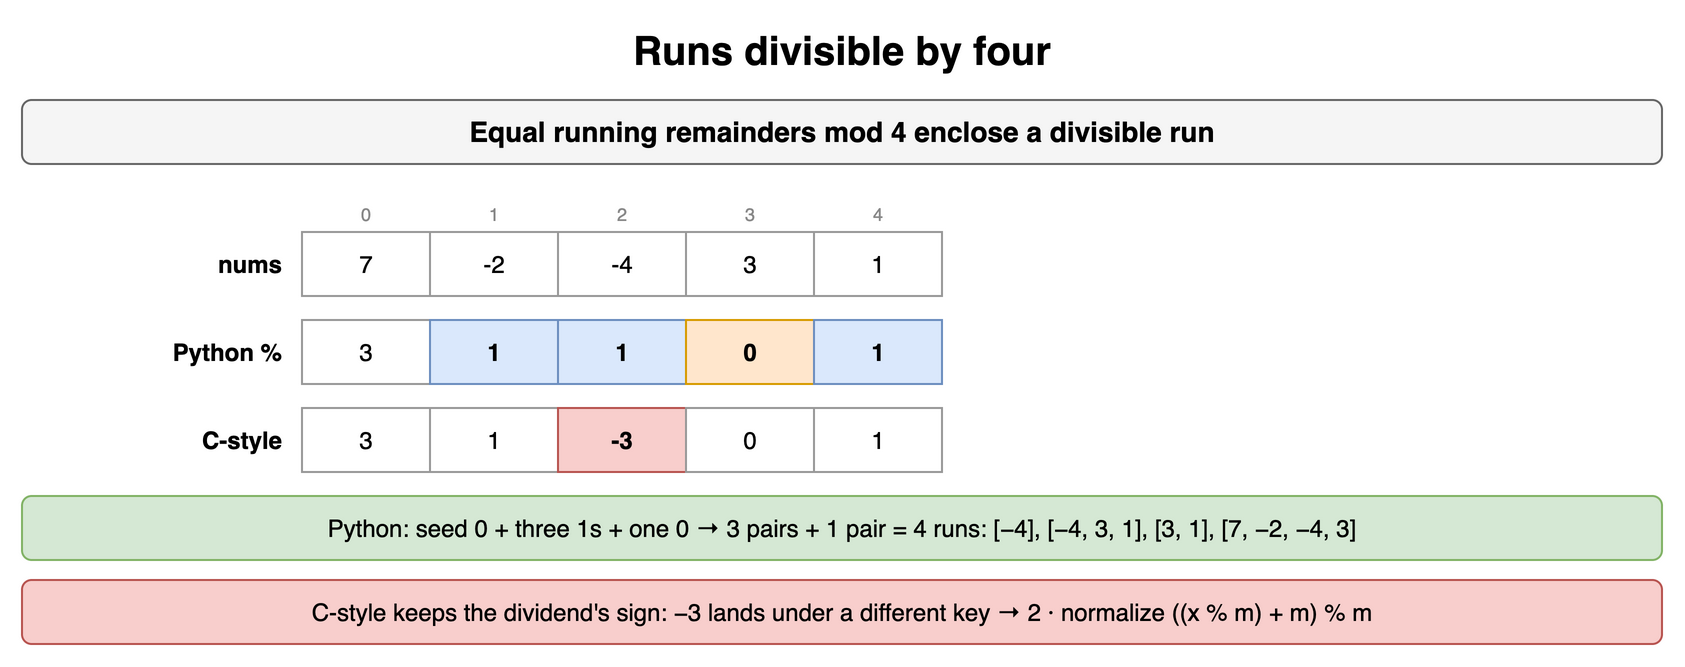 Runs divisible by four
Equal running remainders mod 4 enclose a divisible run
0 1 2 3 4
nums 7 -2 -4 3 1
Python % 3 1 1 0 1
C-style 3 1 -3 0 1
Python: seed 0 + three 1s + one 0 → 3 pairs + 1 pair = 4 runs: [−4], [−4, 3, 1], [3, 1], [7, −2, −4, 3]
C-style keeps the dividend's sign: −3 lands under a different key → 2 · normalize ((x % m) + m) % m